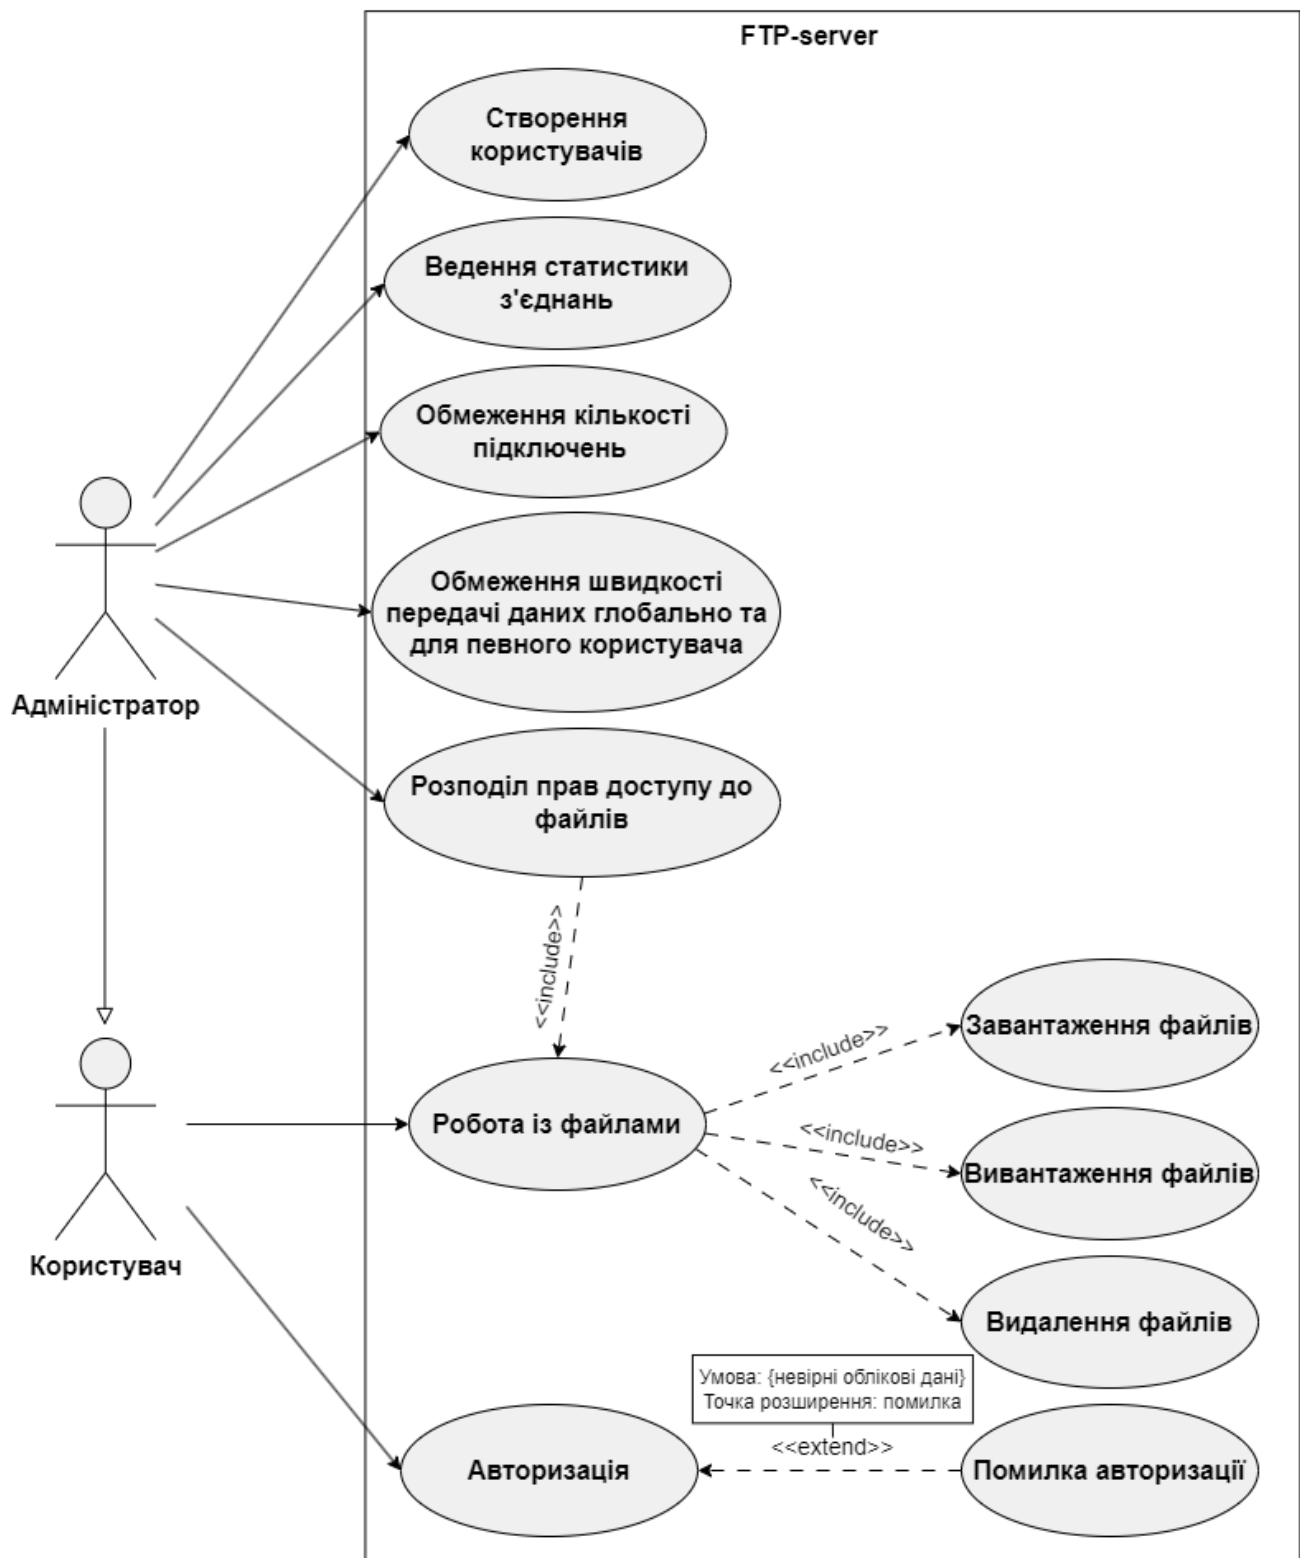 FTP-server
Створення
користувачів
Ведення статистики
з'єднань
Обмеження кількості
підключень
Обмеження швидкості
передачі даних глобально та
для певного користувача
Адміністратор
Розподіл прав доступу до
файлів
<<include>>
Завантаження файлів
<<include>>
Робота із файлами
<<include>>
Вивантаження файлів
<<include>>
Користувач
Видалення файлів
Умова: {невірні облікові дані}
Точка розширення: помилка
<<extend>>
Авторизація
Помилка авторизації